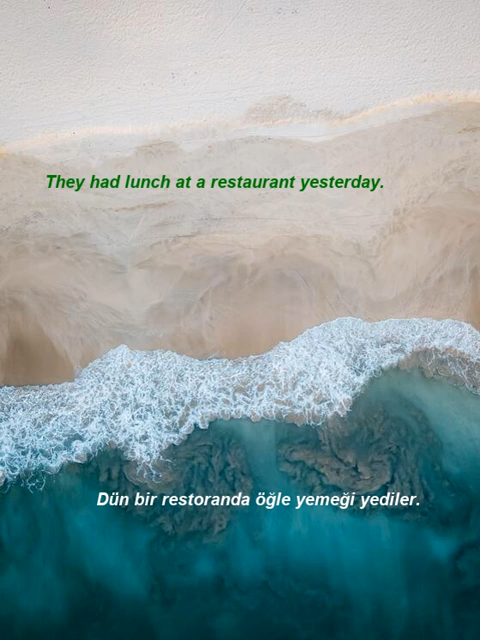 They had lunch at a restaurant yesterday.
Dün bir restoranda öğle yemeği yediler.